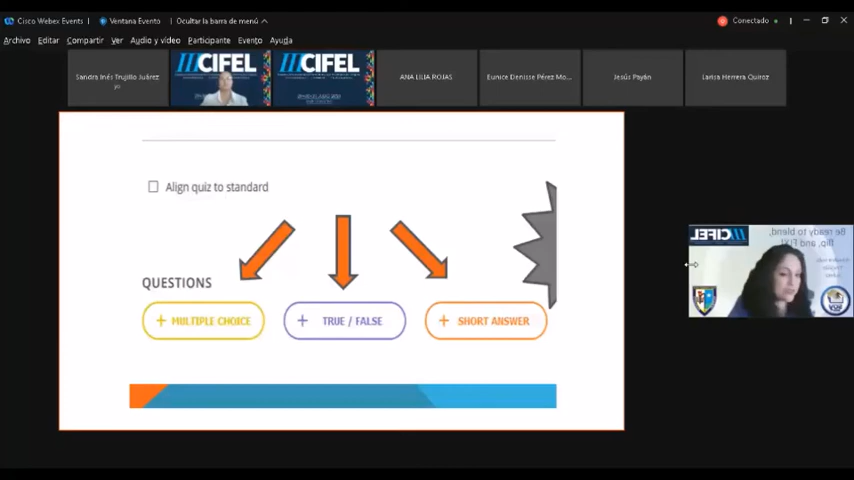 Cisco Webex Events
Ventana Evento
Ocultar la barra de menú
Conectado
Archivo Editar Compartir Ver Audio y vídeo Participante Evento Ayuda
Sandra Inés Trujillo Juárez
yo
CIFEL
CIFEL
ANA LILIA ROJAS
Eunice Denisse Pérez Mo...
Jesús Payán
Larisa Herrera Quiroz
Align quiz to standard
QUESTIONS
+ MULTIPLE CHOICE
+ TRUE / FALSE
+ SHORT ANSWER
CIFEL
Be ready to blend,
flip, and FLY!